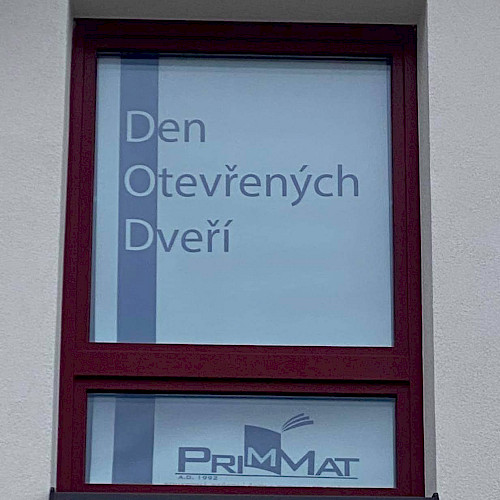 Den
Otevřených
Dveří
PRIMMAT
A.D. 1992